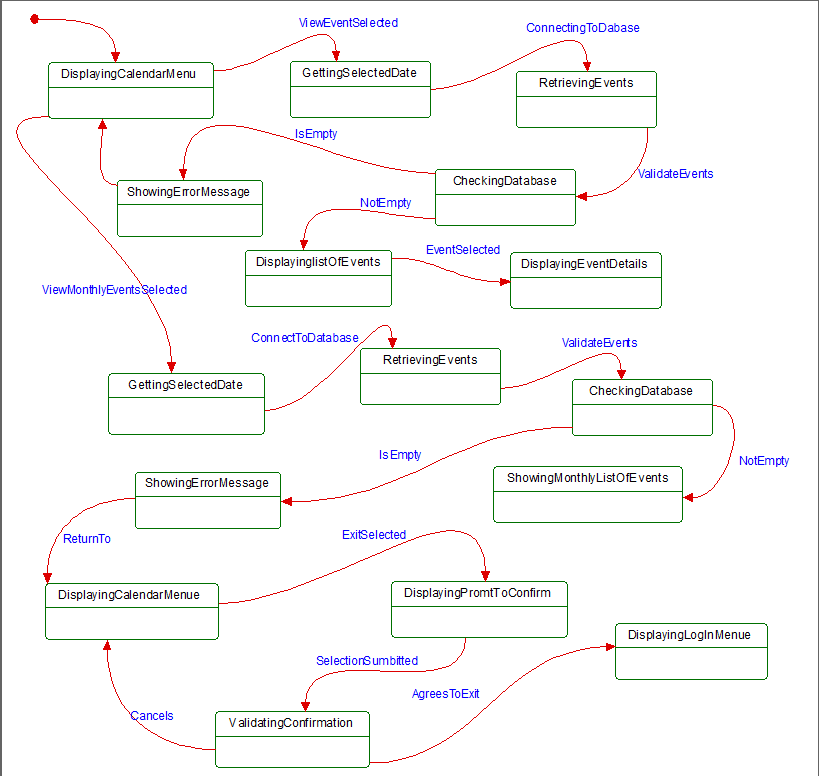 ViewEventSelected
ConnectingToDabase
DisplayingCalendarMenu
GettingSelectedDate
RetrievingEvents
IsEmpty
ValidateEvents
ShowingErrorMessage
CheckingDatabase
NotEmpty
EventSelected
DisplayinglistOfEvents
DisplayingEventDetails
ViewMonthlyEventsSelected
ConnectToDatabase
ValidateEvents
RetrievingEvents
GettingSelectedDate
CheckingDatabase
IsEmpty
NotEmpty
ShowingErrorMessage
ShowingMonthlyListOfEvents
ReturnTo
ExitSelected
DisplayingCalendarMenue
DisplayingPromtToConfirm
DisplayingLogInMenue
SelectionSumbitted
AgreesToExit
Cancels
ValidatingConfirmation